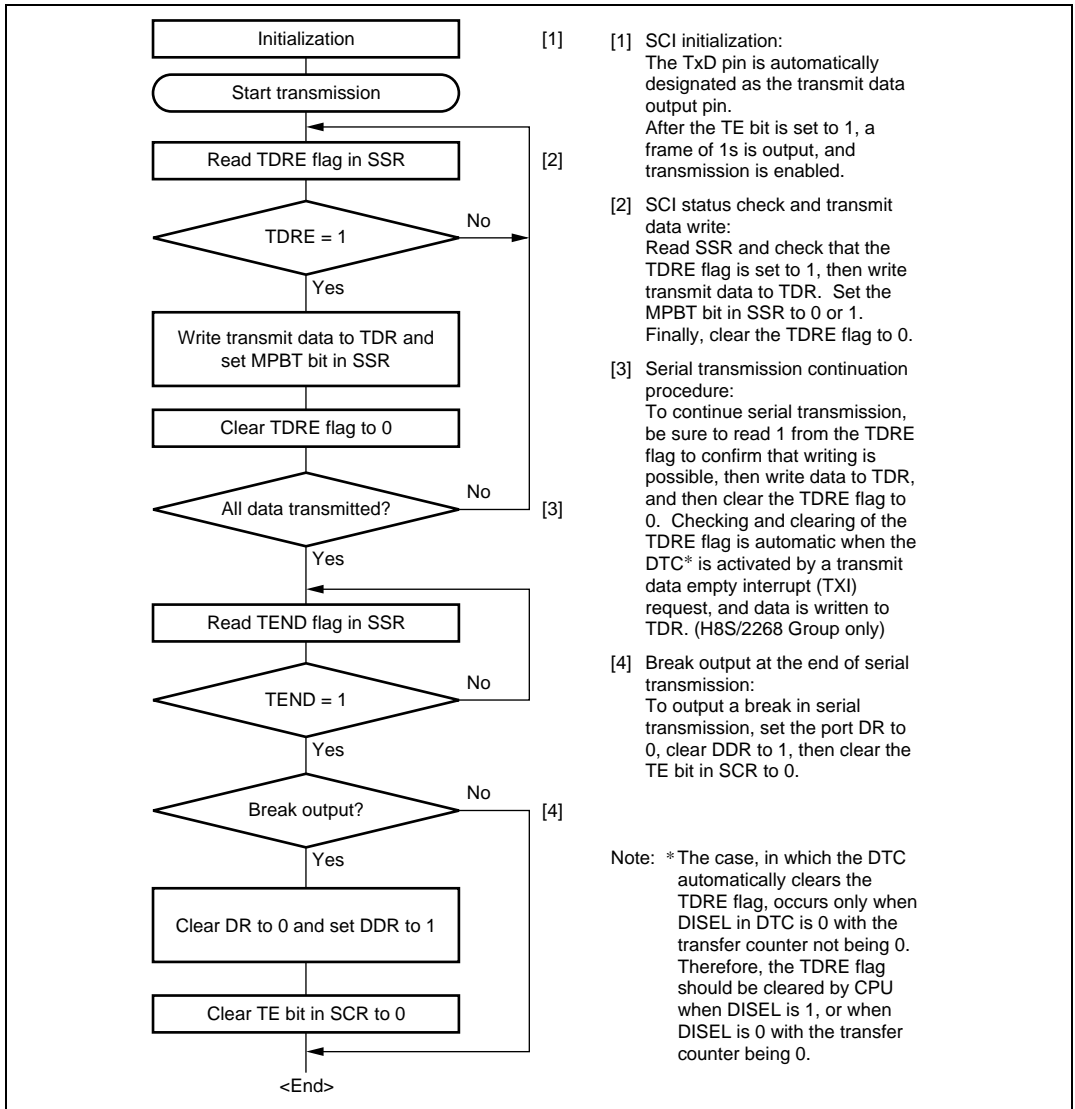 Initialization
[1]
Start transmission
Read TDRE flag in SSR
[2]
No
TDRE = 1
Yes
Write transmit data to TDR and
set MPBT bit in SSR
Clear TDRE flag to 0
No
All data transmitted?
[3]
Yes
Read TEND flag in SSR
No
TEND = 1
Yes
No
Break output?
[4]
Yes
Clear DR to 0 and set DDR to 1
Clear TE bit in SCR to 0
<End>
[1] SCI initialization:
The TxD pin is automatically
designated as the transmit data
output pin.
After the TE bit is set to 1, a
frame of 1s is output, and
transmission is enabled.
[2] SCI status check and transmit
data write:
Read SSR and check that the
TDRE flag is set to 1, then write
transmit data to TDR. Set the
MPBT bit in SSR to 0 or 1.
Finally, clear the TDRE flag to 0.
[3] Serial transmission continuation
procedure:
To continue serial transmission,
be sure to read 1 from the TDRE
flag to confirm that writing is
possible, then write data to TDR,
and then clear the TDRE flag to
0. Checking and clearing of the
TDRE flag is automatic when the
DTC* is activated by a transmit
data empty interrupt (TXI)
request, and data is written to
TDR. (H8S/2268 Group only)
[4] Break output at the end of serial
transmission:
To output a break in serial
transmission, set the port DR to
0, clear DDR to 1, then clear the
TE bit in SCR to 0.
Note: * The case, in which the DTC
automatically clears the
TDRE flag, occurs only when
DISEL in DTC is 0 with the
transfer counter not being 0.
Therefore, the TDRE flag
should be cleared by CPU
when DISEL is 1, or when
DISEL is 0 with the transfer
counter being 0.